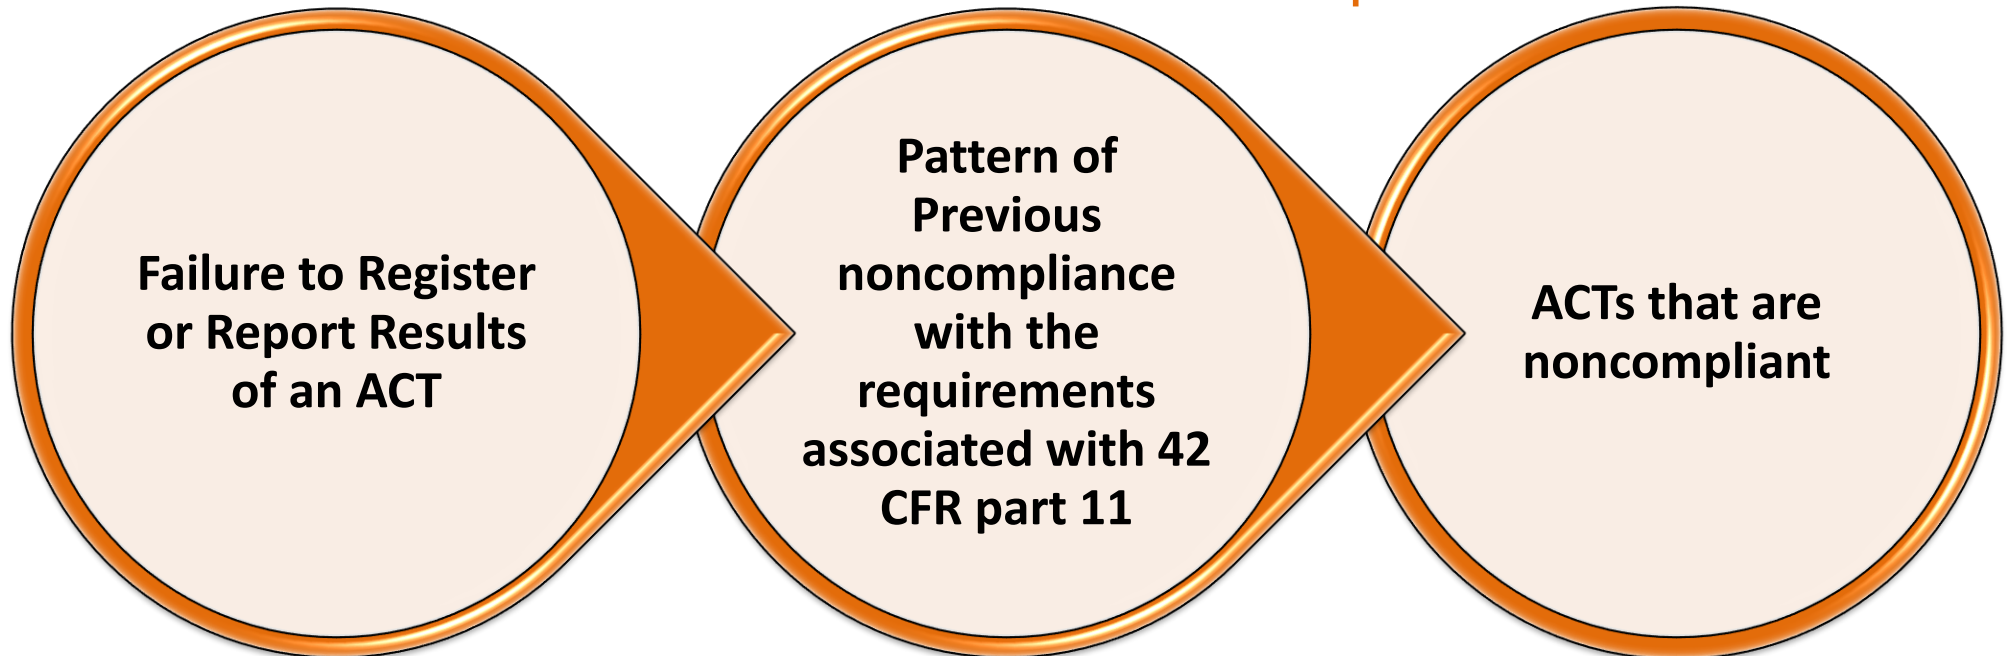 Failure to Register
or Report Results
of an ACT
Pattern of
Previous
noncompliance
with the
requirements
associated with 42
CFR part 11
ACTs that are
noncompliant